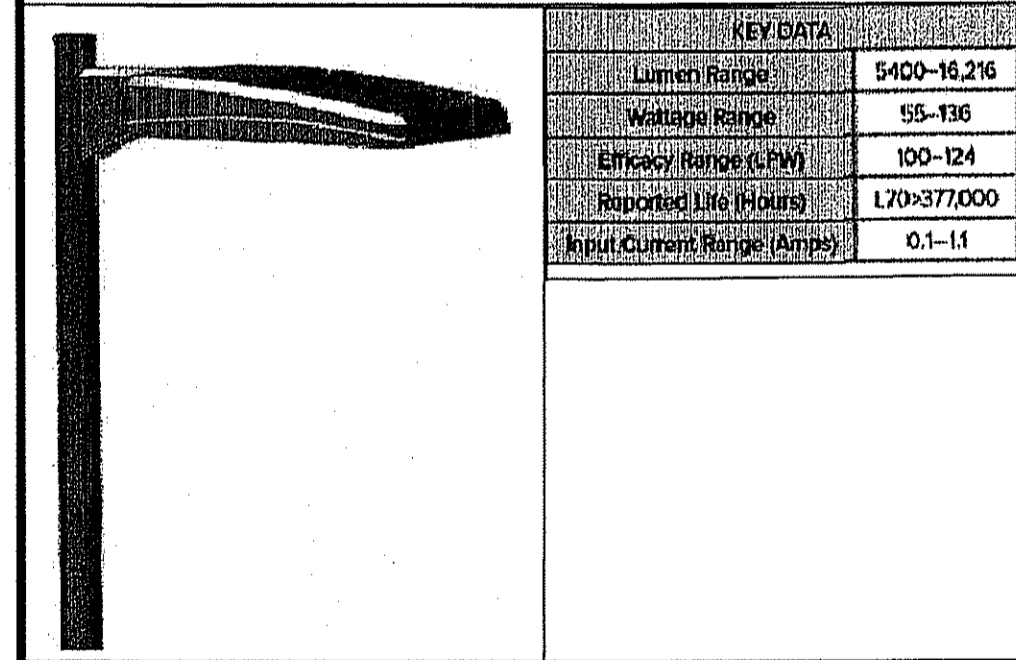 KEY DATA
Lumen Range 5400–16,216
Wattage Range 55–136
Efficacy Range (LPW) 100–124
Reported Life (Hours) L70>377,000
Input Current Range (Amps) 0.1–1.1